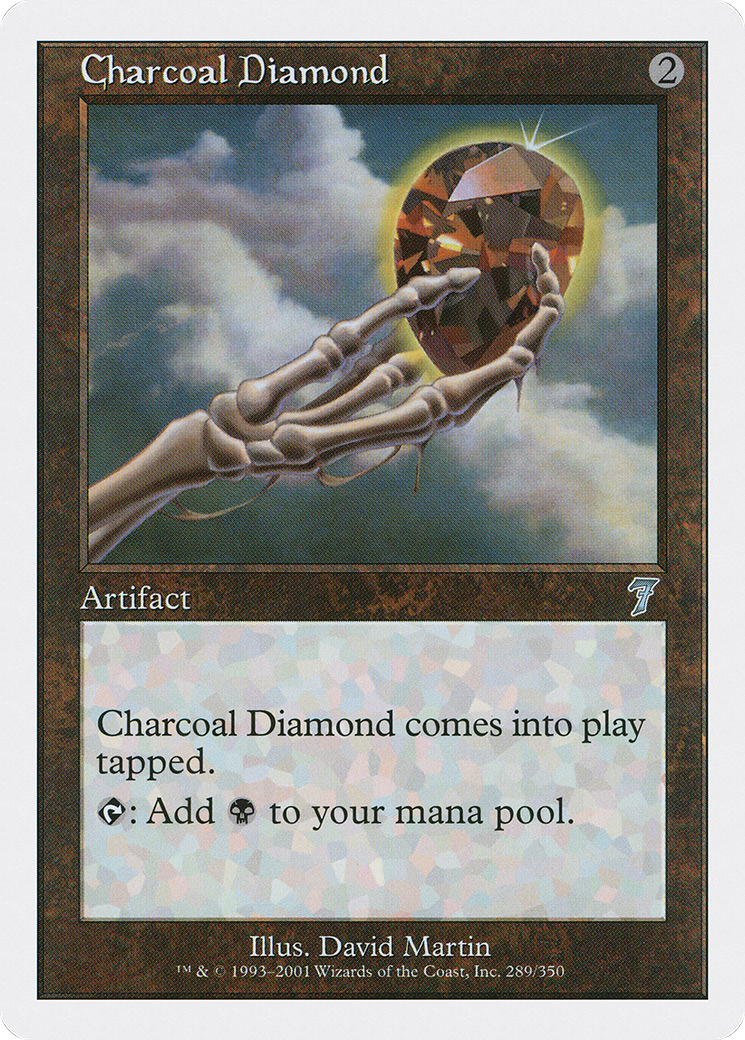 Charcoal Diamond 2
Artifact 7
Charcoal Diamond comes into play
tapped.
: Add to your mana pool.
Illus. David Martin
™ & © 1993–2001 Wizards of the Coast, Inc. 289/350